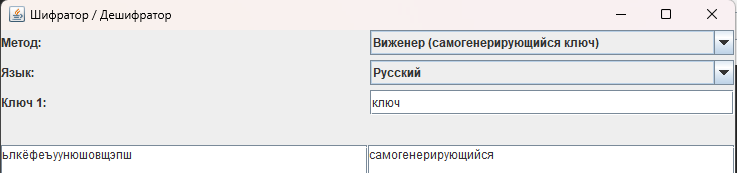 Шифратор / Дешифратор
Метод: Виженер (самогенерирующийся ключ)
Язык: Русский
Ключ 1: ключ
ьлкёфеъуунюшовщэпш самогенерирующийся